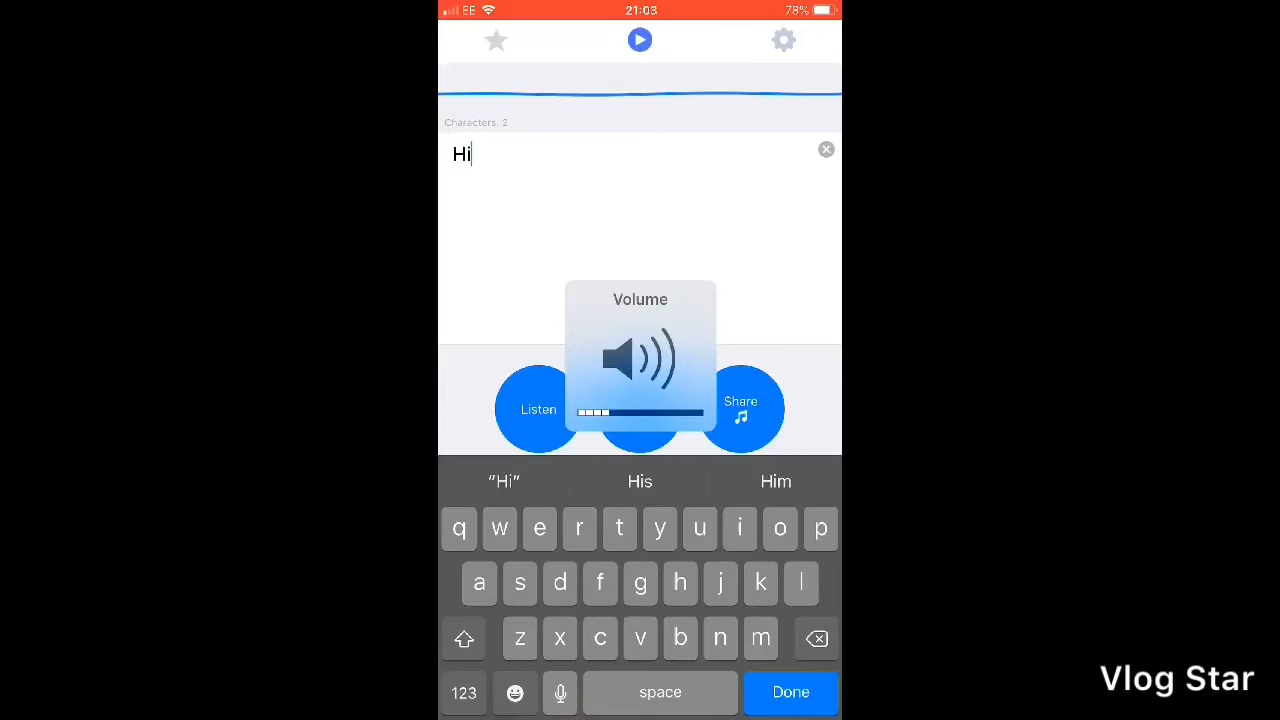 EE 21:03 78%
Characters: 2
Hi
Volume
Listen
Share
"Hi" His Him
q w e r t y u i o p
a s d f g h j k l
z x c v b n m
123 space Done
Vlog Star